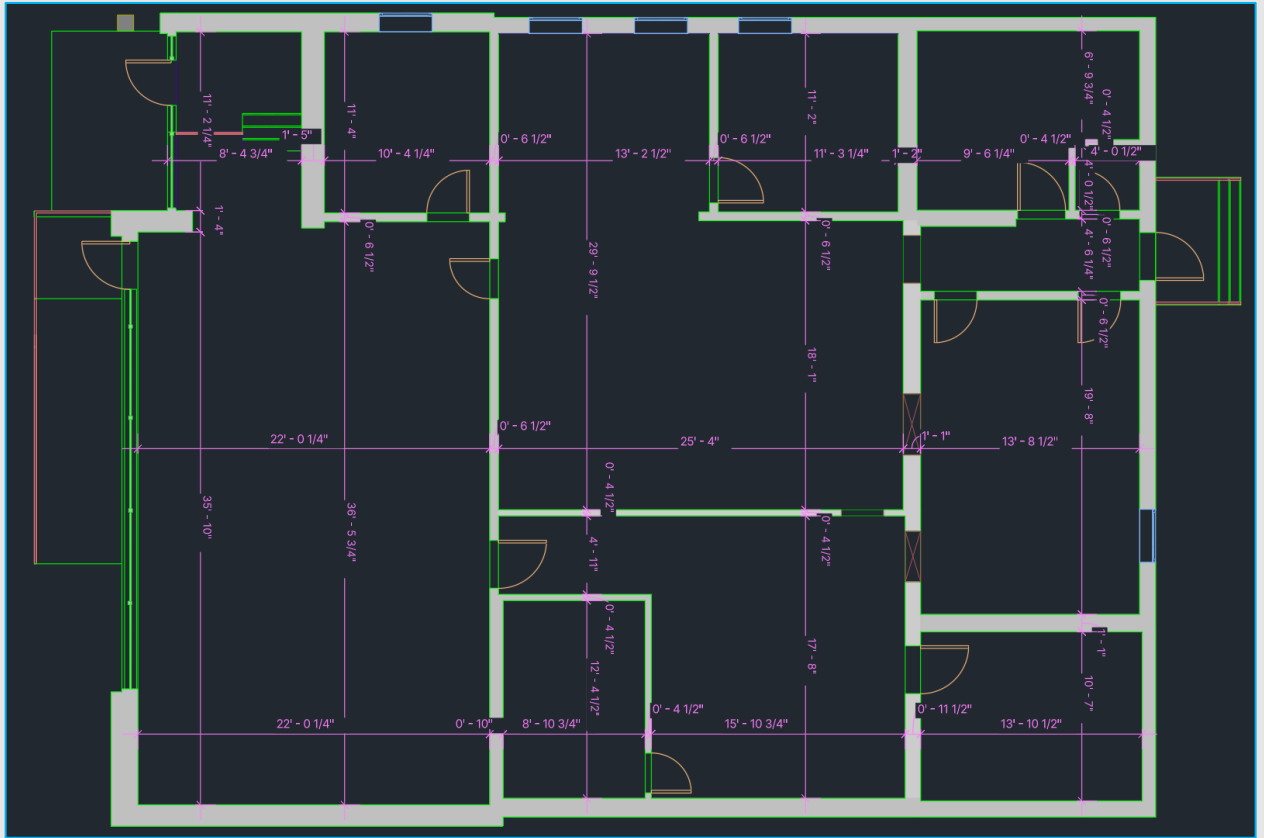 6' - 9 3/4"
11' - 2 1/4"
11' - 4"
11' - 2"
0' - 4 1/2"
1' - 5"
0' - 6 1/2"
0' - 6 1/2"
0' - 4 1/2"
8' - 4 3/4"
10' - 4 1/4"
13' - 2 1/2"
11' - 3 1/4"
1' - 2"
9' - 6 1/4"
4' - 0 1/2"
4' - 0 1/2"
1' - 4"
0' - 6 1/2"
29' - 9 1/2"
0' - 6 1/2"
4' - 6 1/4"
0' - 6 1/2"
0' - 6 1/2"
18' - 1"
19' - 8"
22' - 0 1/4"
0' - 6 1/2"
25' - 4"
1' - 1"
13' - 8 1/2"
35' - 10"
36' - 5 3/4"
0' - 4 1/2"
4' - 11"
0' - 4 1/2"
0' - 4 1/2"
12' - 4 1/2"
17' - 8"
1' - 1"
10' - 7"
22' - 0 1/4"
0' - 10"
8' - 10 3/4"
0' - 4 1/2"
15' - 10 3/4"
0' - 11 1/2"
13' - 10 1/2"